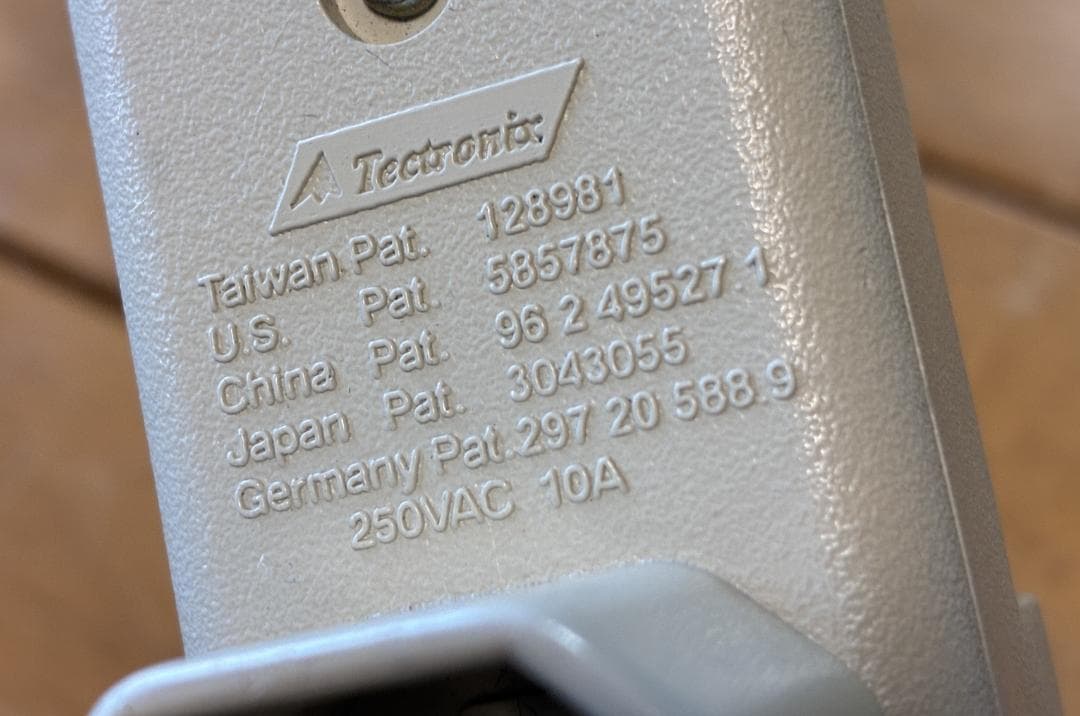 Tectronix
Taiwan Pat. 128981
U.S. Pat. 5857875
China Pat. 96 2 49527.1
Japan Pat. 3043055
Germany Pat.297 20 588.9
250VAC 10A